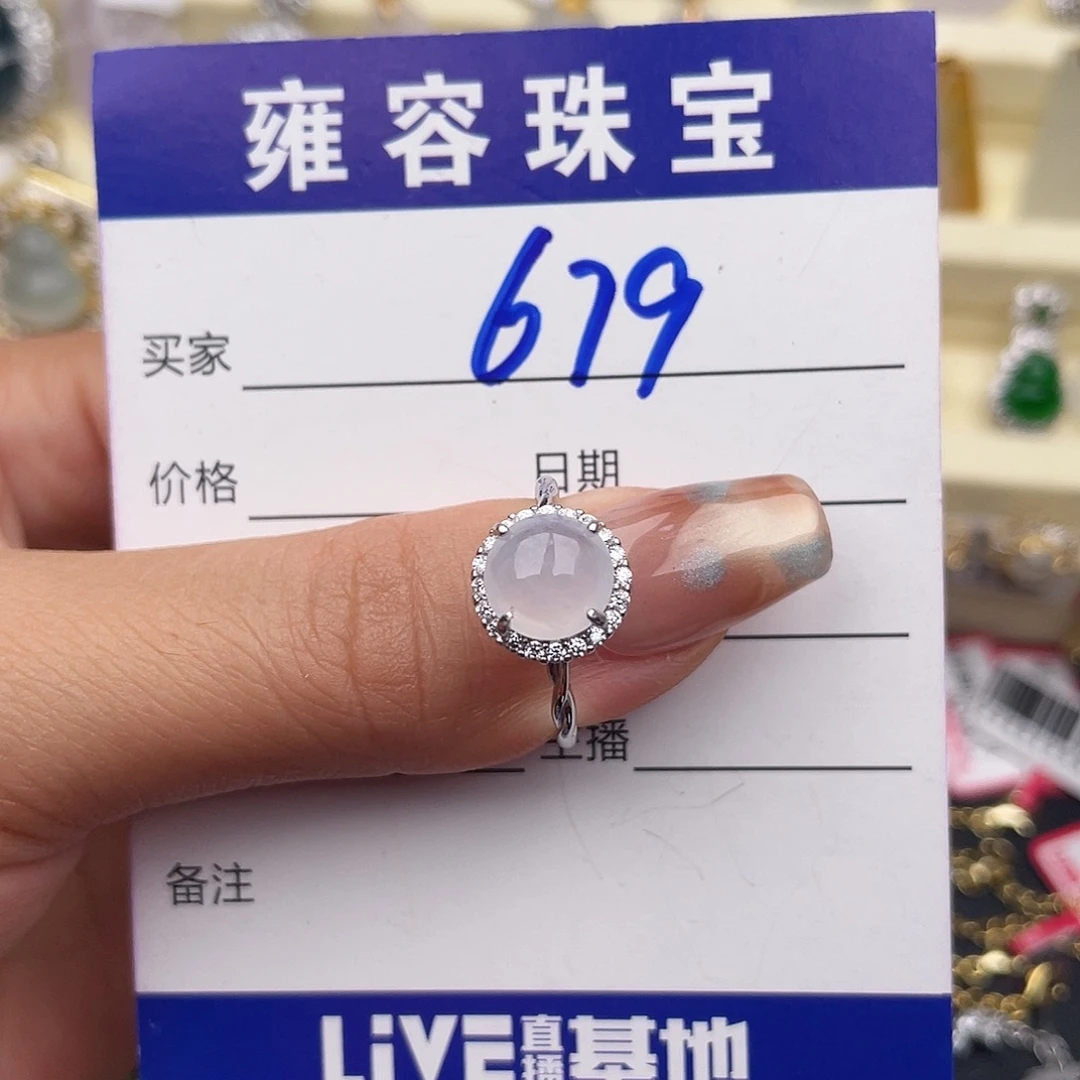 雍容珠宝
买家 679
价格 日期
主播
备注
LiVE直播基地